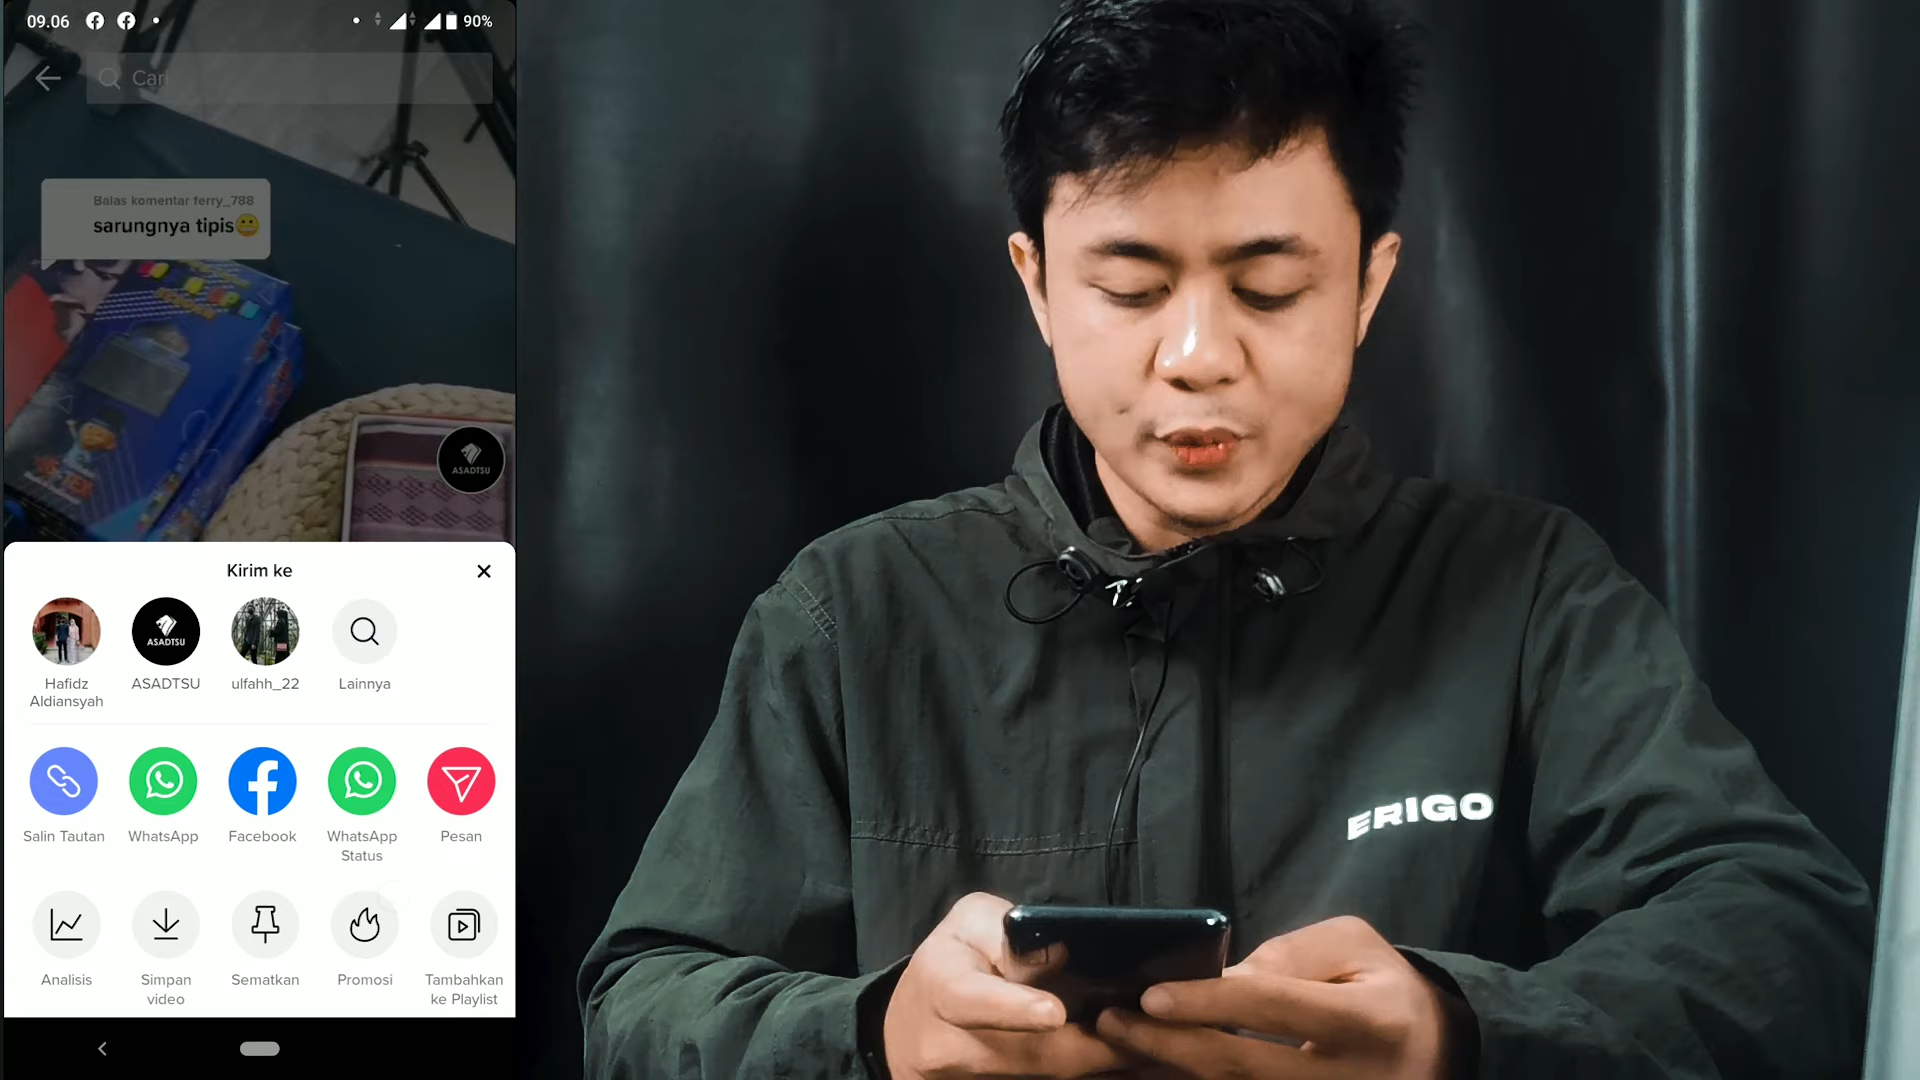 09.06
90%
Cari
Balas komentar ferry_788
sarungnya tipis😬
ASADTSU
Kirim ke
ASADTSU
Hafidz
Aldiansyah
ASADTSU
ulfahh_22
Lainnya
Salin Tautan
WhatsApp
Facebook
WhatsApp
Status
Pesan
Analisis
Simpan
video
Sematkan
Promosi
Tambahkan
ke Playlist
ERIGO